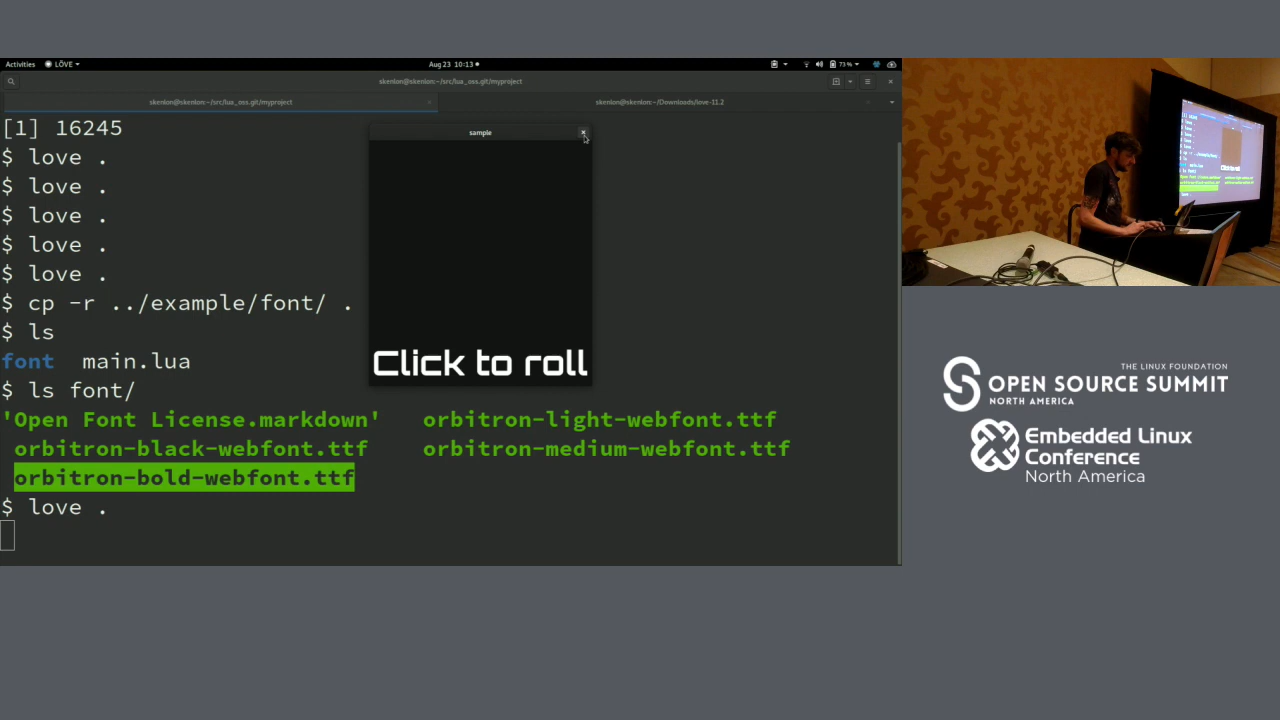 Activities LÖVE Aug 23 10:13 73 %
skenlon@skenlon:~/src/lua_oss.git/myproject
skenlon@skenlon:~/src/lua_oss.git/myproject skenlon@skenlon:~/Downloads/love-11.2
[1] 16245
$ love .
$ love .
$ love .
$ love .
$ love .
$ cp -r ../example/font/ .
$ ls
font main.lua
$ ls font/
'Open Font License.markdown' orbitron-light-webfont.ttf
orbitron-black-webfont.ttf orbitron-medium-webfont.ttf
orbitron-bold-webfont.ttf
$ love .
sample
Click to roll
Click to roll
THE LINUX FOUNDATION
OPEN SOURCE SUMMIT
NORTH AMERICA
Embedded Linux
Conference
North America